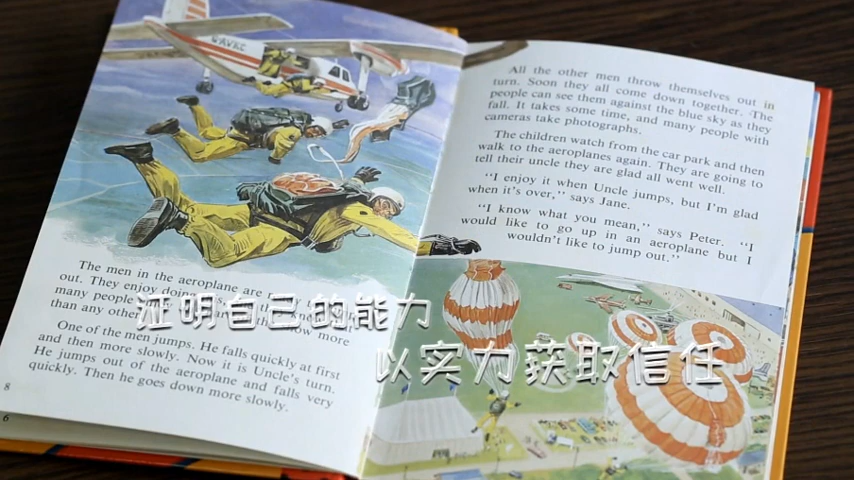 WAVEC
The men in the aeroplane are
out. They enjoy
many people
than any
One of the men jumps. He falls quickly at first
and then more slowly. Now it is Uncle's turn.
He jumps out of the aeroplane and falls very
quickly. Then he goes down more slowly.
8
6
All the other men throw themselves out in
turn. Soon they all come down together. The
people can see them against the blue sky as they
fall. It takes some time, and many people with
cameras take photographs.
The children watch from the car park and then
walk to the aeroplanes again. They are going to
tell their uncle they are glad all went well.
"I enjoy it when Uncle jumps, but I'm glad
when it's over," says Jane.
"I know what you mean," says Peter. "I
would like to go up in an aeroplane but I
wouldn't like to jump out."
证明自己的能力
以实力获取信任